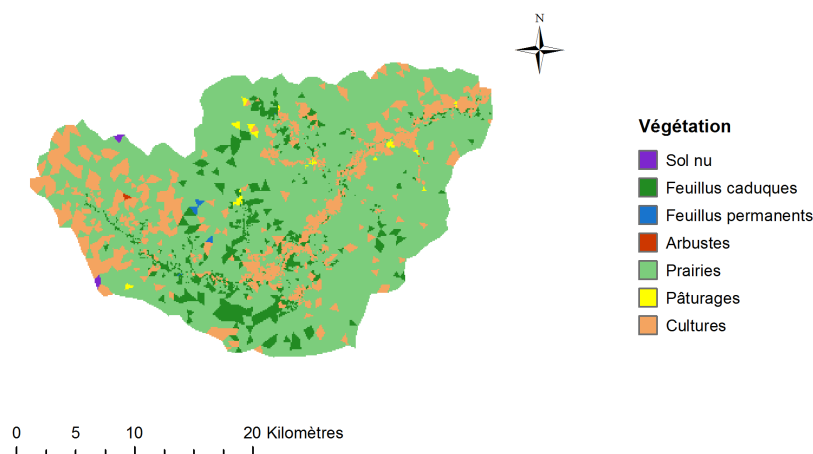 N
Végétation
Sol nu
Feuillus caduques
Feuillus permanents
Arbustes
Prairies
Pâturages
Cultures
0 5 10 20 Kilomètres